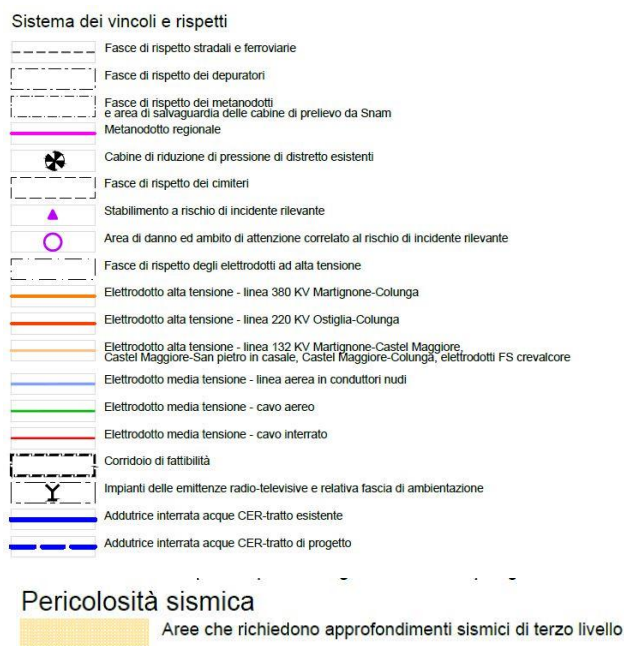 Sistema dei vincoli e rispetti
Fasce di rispetto stradali e ferroviarie
Fasce di rispetto dei depuratori
Fasce di rispetto dei metanodotti
e area di salvaguardia delle cabine di prelievo da Snam
Metanodotto regionale
Cabine di riduzione di pressione di distretto esistenti
Fasce di rispetto dei cimiteri
Stabilimento a rischio di incidente rilevante
Area di danno ed ambito di attenzione correlato al rischio di incidente rilevante
Fasce di rispetto degli elettrodotti ad alta tensione
Elettrodotto alta tensione - linea 380 KV Martignone-Colunga
Elettrodotto alta tensione - linea 220 KV Ostiglia-Colunga
Elettrodotto alta tensione - linea 132 KV Martignone-Castel Maggiore,
Castel Maggiore-San pietro in casale, Castel Maggiore-Colunga, elettrodotti FS crevalcore
Elettrodotto media tensione - linea aerea in conduttori nudi
Elettrodotto media tensione - cavo aereo
Elettrodotto media tensione - cavo interrato
Corridoio di fattibilità
Impianti delle emittenze radio-televisive e relativa fascia di ambientazione
Addutrice interrata acque CER-tratto esistente
Addutrice interrata acque CER-tratto di progetto
Pericolosità sismica
Aree che richiedono approfondimenti sismici di terzo livello